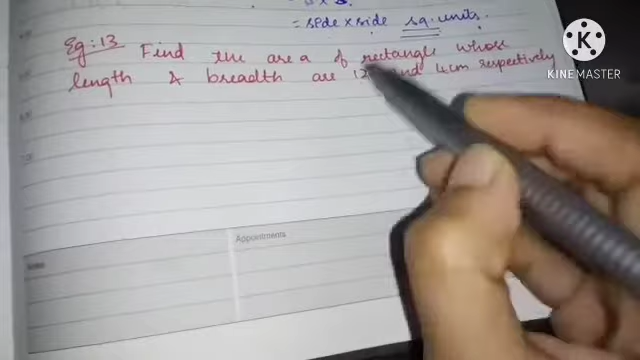 = side × side sq. units.
Eg: 13 Find the area of rectangle whose
length & breadth are 12 and 4cm respectively
Notes
Appointments
KINEMASTER